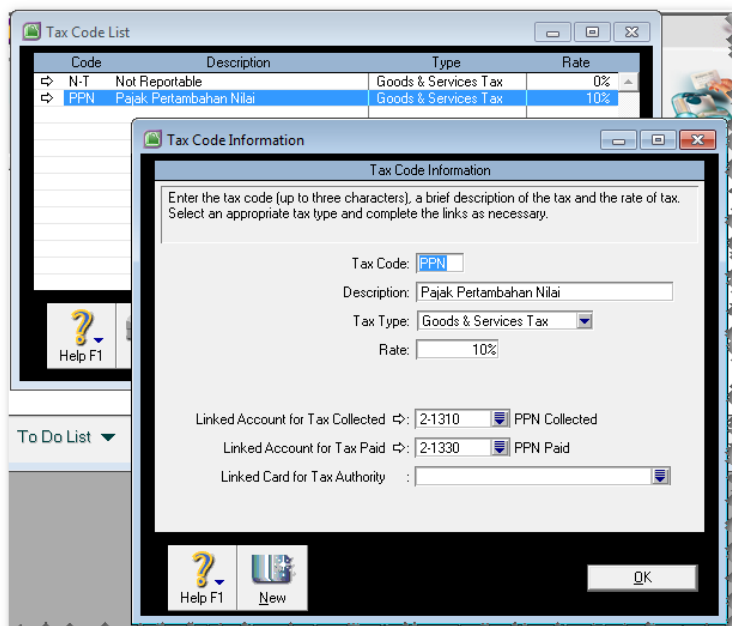 Tax Code List
Code Description Type Rate
N-T Not Reportable Goods & Services Tax 0%
PPN Pajak Pertambahan Nilai Goods & Services Tax 10%
Help F1
To Do List
Tax Code Information
Tax Code Information
Enter the tax code (up to three characters), a brief description of the tax and the rate of tax.
Select an appropriate tax type and complete the links as necessary.
Tax Code: PPN
Description: Pajak Pertambahan Nilai
Tax Type: Goods & Services Tax
Rate: 10%
Linked Account for Tax Collected : 2-1310 PPN Collected
Linked Account for Tax Paid : 2-1330 PPN Paid
Linked Card for Tax Authority :
Help F1
New
OK